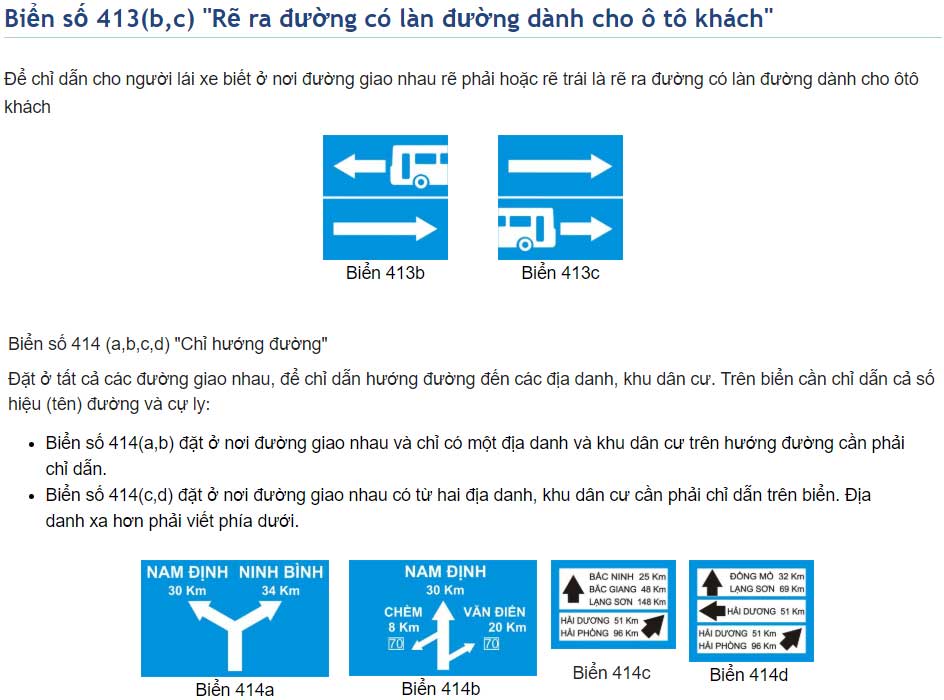 Biển số 413(b,c) "Rẽ ra đường có làn đường dành cho ô tô khách"
Để chỉ dẫn cho người lái xe biết ở nơi đường giao nhau rẽ phải hoặc rẽ trái là rẽ ra đường có làn đường dành cho ôtô
khách
Biển 413b
Biển 413c
Biển số 414 (a,b,c,d) "Chỉ hướng đường"
Đặt ở tất cả các đường giao nhau, để chỉ dẫn hướng đường đến các địa danh, khu dân cư. Trên biển cần chỉ dẫn cả số
hiệu (tên) đường và cự ly:
• Biển số 414(a,b) đặt ở nơi đường giao nhau và chỉ có một địa danh và khu dân cư trên hướng đường cần phải
chỉ dẫn.
• Biển số 414(c,d) đặt ở nơi đường giao nhau có từ hai địa danh, khu dân cư cần phải chỉ dẫn trên biển. Địa
danh xa hơn phải viết phía dưới.
NAM ĐỊNH NINH BÌNH
30 Km 34 Km
Biển 414a
NAM ĐỊNH
30 Km
CHÈM VĂN ĐIỂN
8 Km 20 Km
70 70
Biển 414b
BẮC NINH 25 Km
BẮC GIANG 48 Km
LẠNG SƠN 148 Km
HẢI DƯƠNG 51 Km
HẢI PHÒNG 96 Km
Biển 414c
ĐỒNG MỎ 32 Km
LẠNG SƠN 69 Km
HẢI DƯƠNG 51 Km
HẢI DƯƠNG 51 Km
HẢI PHÒNG 96 Km
Biển 414d